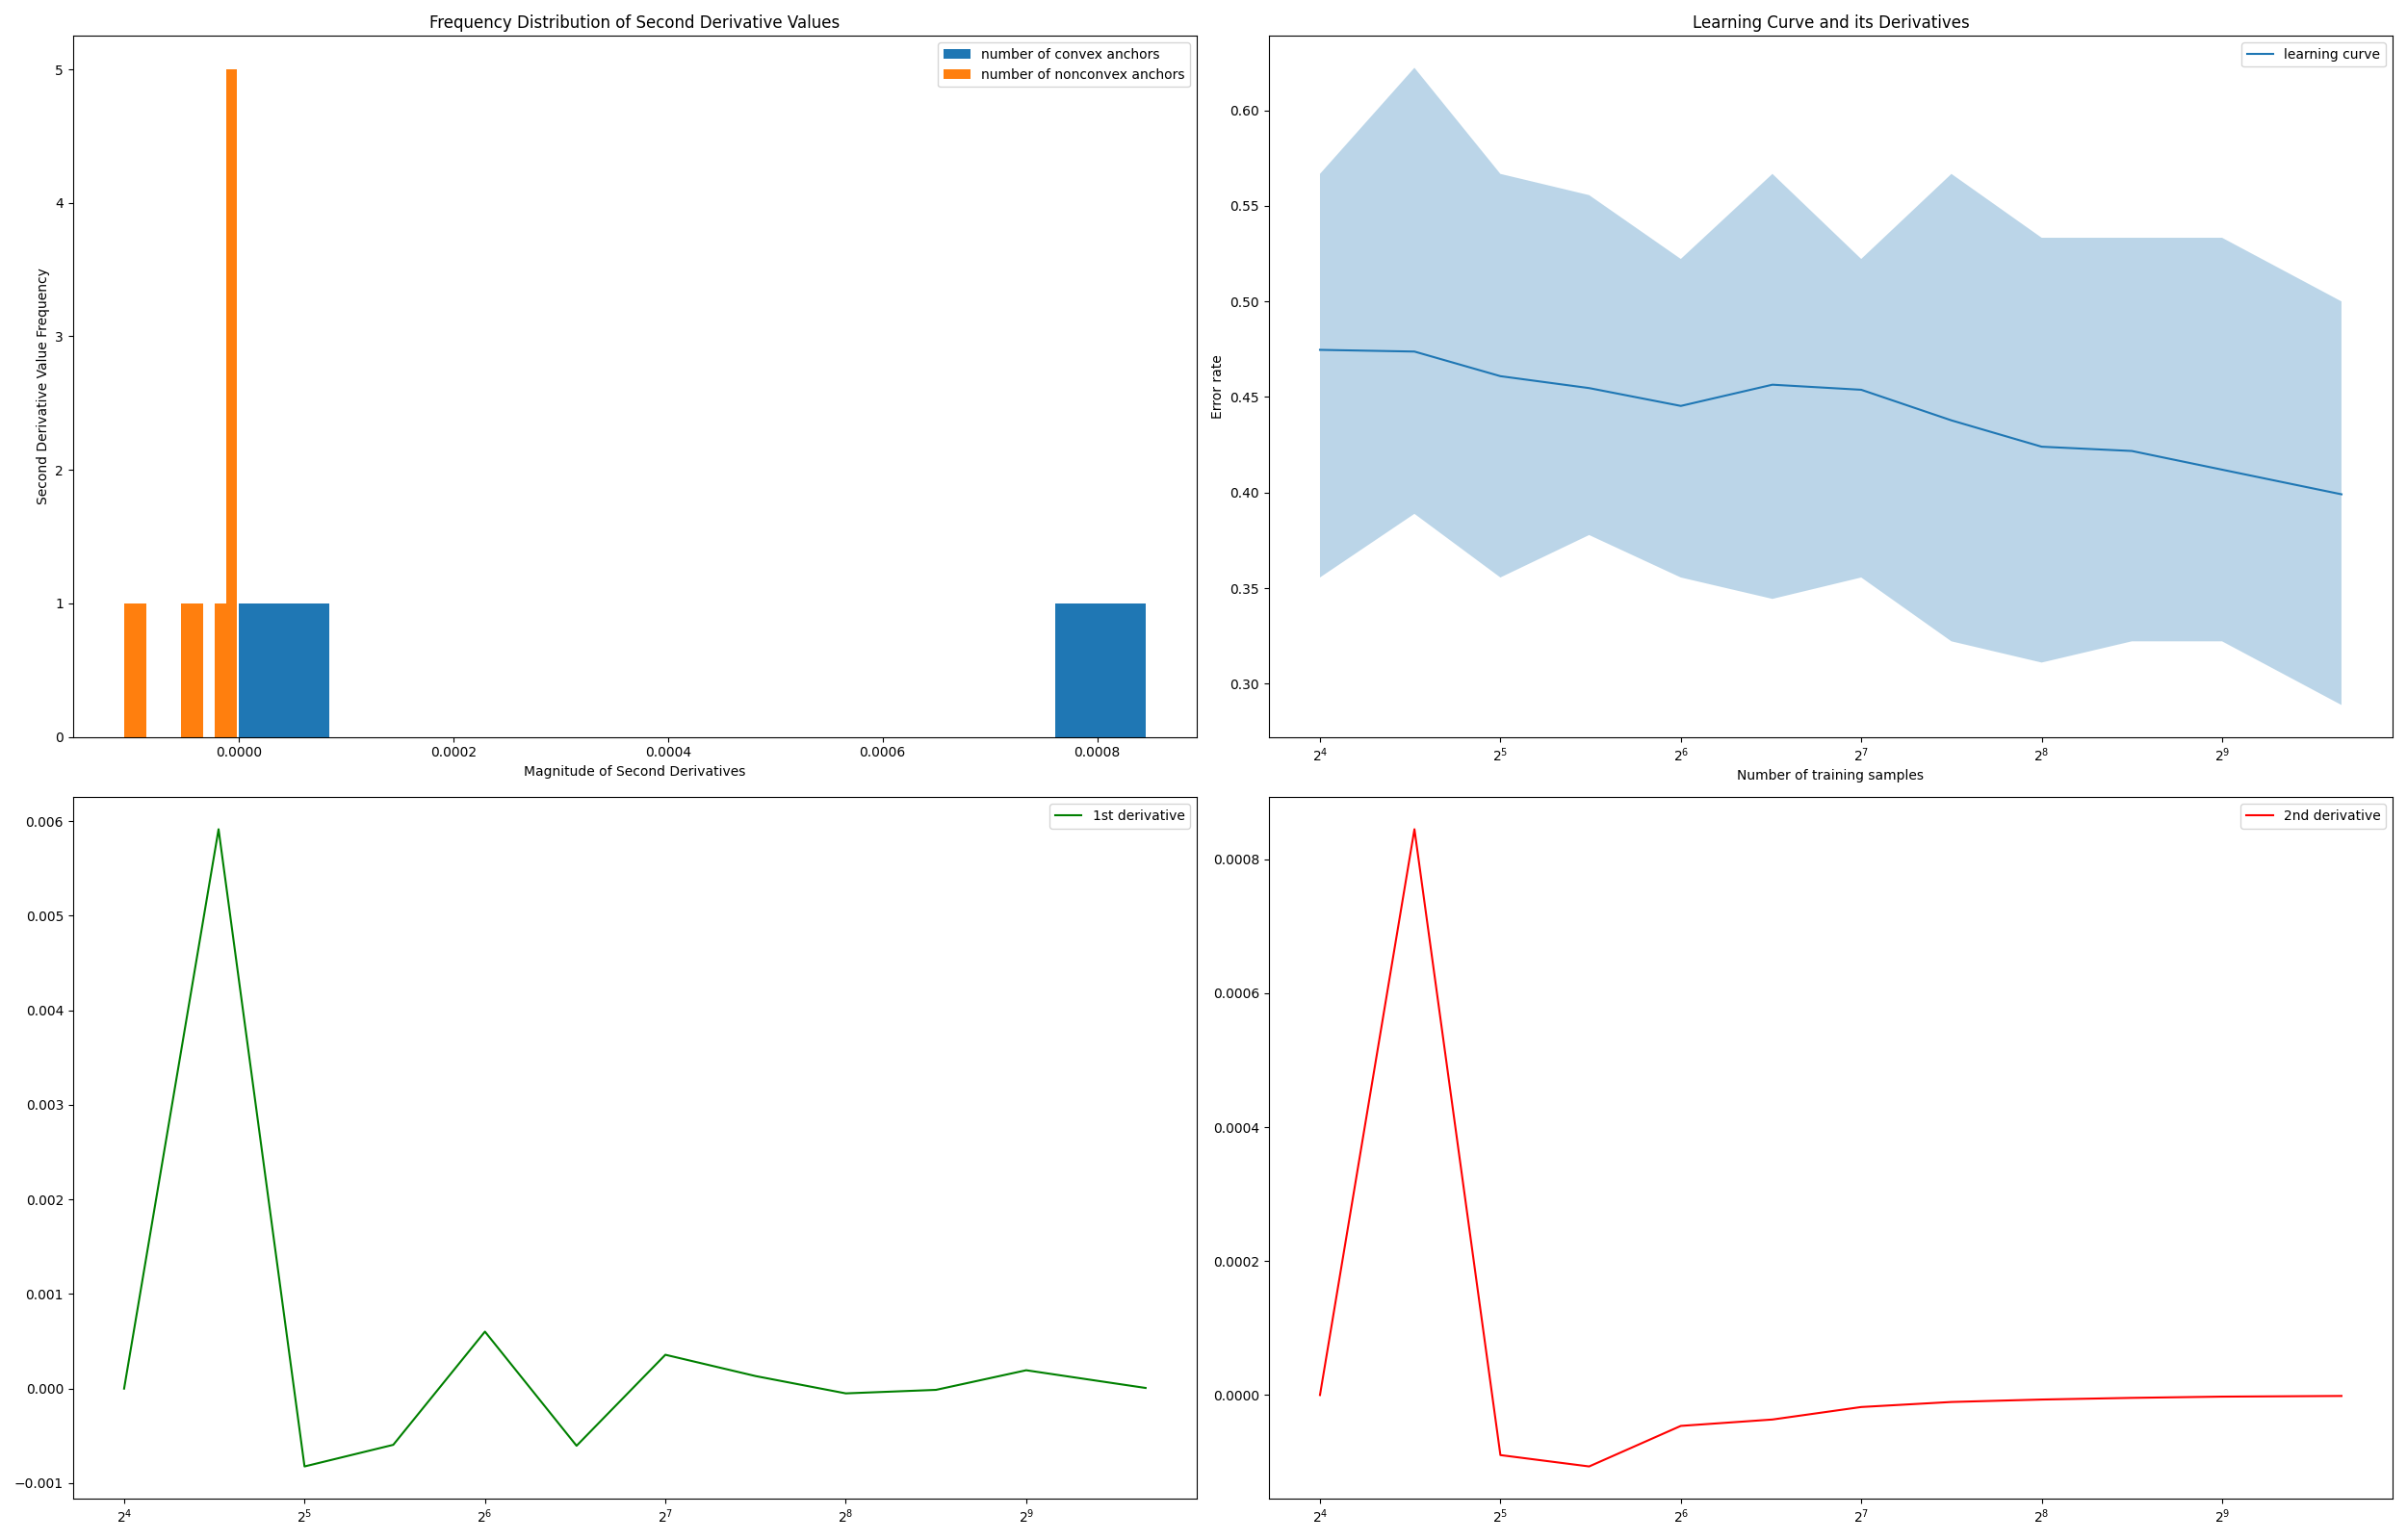 Frequency Distribution of Second Derivative Values
number of convex anchors
number of nonconvex anchors
5
4
3
2
1
0
Second Derivative Value Frequency
0.0000 0.0002 0.0004 0.0006 0.0008
Magnitude of Second Derivatives
Learning Curve and its Derivatives
learning curve
0.60
0.55
0.50
0.45
0.40
0.35
0.30
Error rate
2⁴ 2⁵ 2⁶ 2⁷ 2⁸ 2⁹
Number of training samples
1st derivative
0.006
0.005
0.004
0.003
0.002
0.001
0.000
−0.001
2⁴ 2⁵ 2⁶ 2⁷ 2⁸ 2⁹
2nd derivative
0.0008
0.0006
0.0004
0.0002
0.0000
2⁴ 2⁵ 2⁶ 2⁷ 2⁸ 2⁹